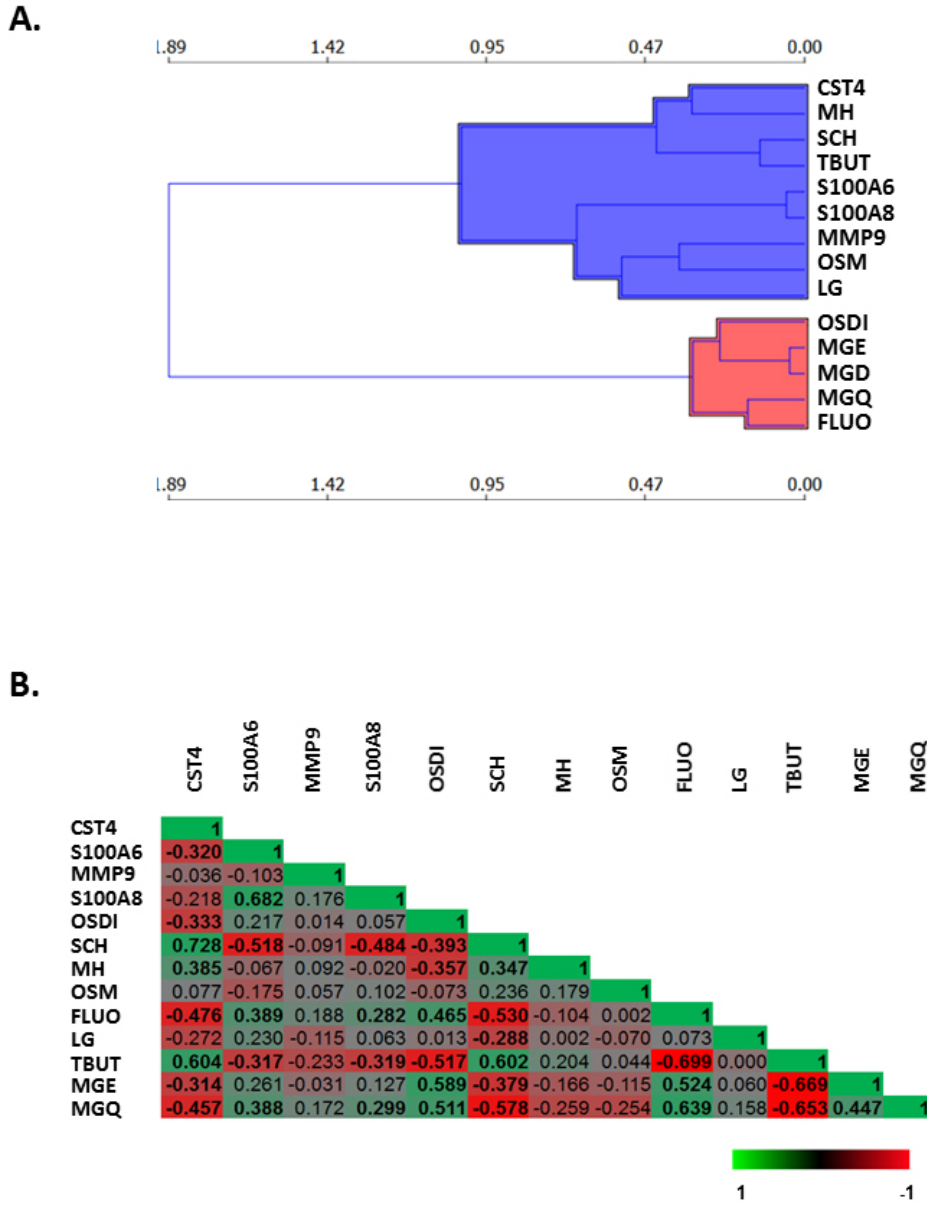 A.
1.89 1.42 0.95 0.47 0.00
CST4
MH
SCH
TBUT
S100A6
S100A8
MMP9
OSM
LG
OSDI
MGE
MGD
MGQ
FLUO
1.89 1.42 0.95 0.47 0.00
B.
CST4 S100A6 MMP9 S100A8 OSDI SCH MH OSM FLUO LG TBUT MGE MGQ
CST4 1
S100A6 -0.320 1
MMP9 -0.036 -0.103 1
S100A8 -0.218 0.682 0.176 1
OSDI -0.333 0.217 0.014 0.057 1
SCH 0.728 -0.518 -0.091 -0.484 -0.393 1
MH 0.385 -0.067 0.092 -0.020 -0.357 0.347 1
OSM 0.077 -0.175 0.057 0.102 -0.073 0.236 0.179 1
FLUO -0.476 0.389 0.188 0.282 0.465 -0.530 -0.104 0.002 1
LG -0.272 0.230 -0.115 0.063 0.013 -0.288 0.002 -0.070 0.073 1
TBUT 0.604 -0.317 -0.233 -0.319 -0.517 0.602 0.204 0.044 -0.699 0.000 1
MGE -0.314 0.261 -0.031 0.127 0.589 -0.379 -0.166 -0.115 0.524 0.060 -0.669 1
MGQ -0.457 0.388 0.172 0.299 0.511 -0.578 -0.259 -0.254 0.639 0.158 -0.653 0.447 1
1 -1